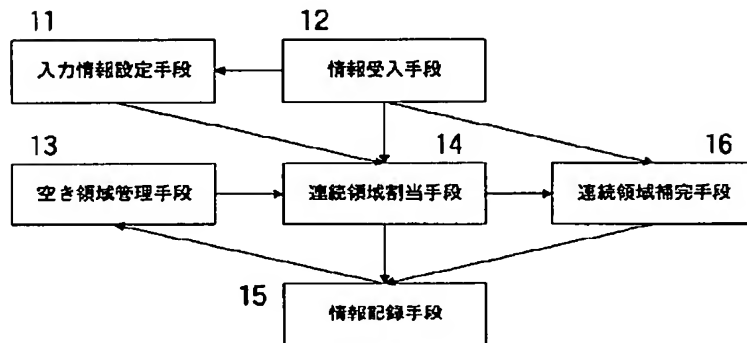 11
12
入力情報設定手段
情報受入手段
13
14
16
空き領域管理手段
連続領域割当手段
連続領域補完手段
15
情報記録手段